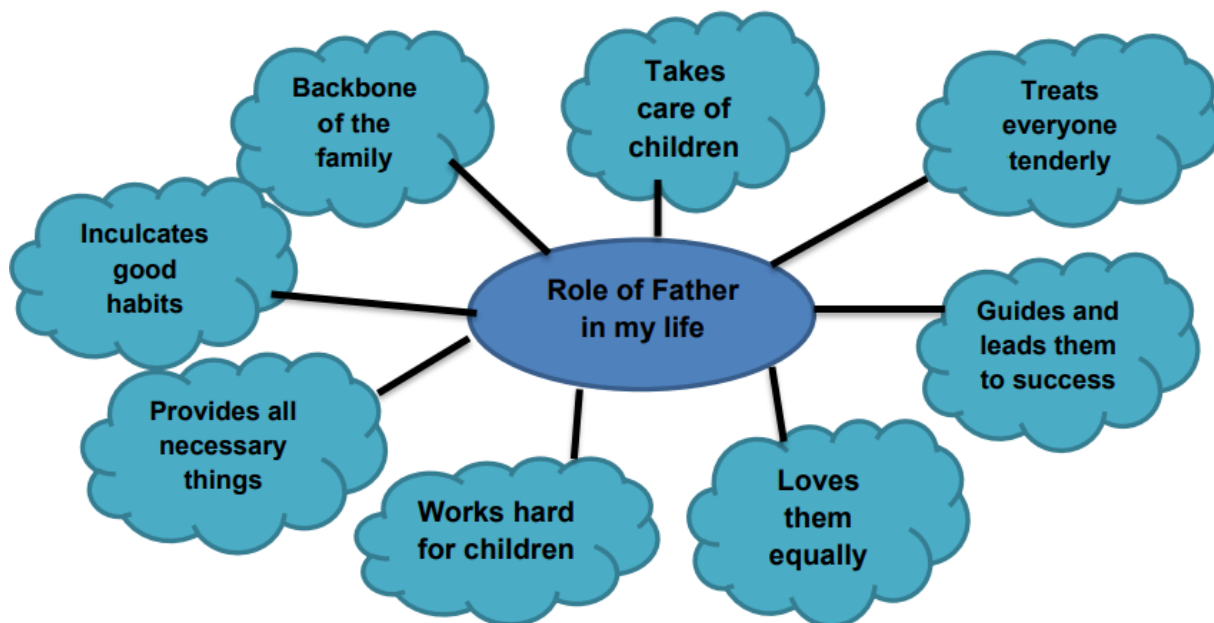 Backbone
of the
family
Takes
care of
children
Treats
everyone
tenderly
Inculcates
good
habits
Role of Father
in my life
Guides and
leads them
to success
Provides all
necessary
things
Works hard
for children
Loves
them
equally